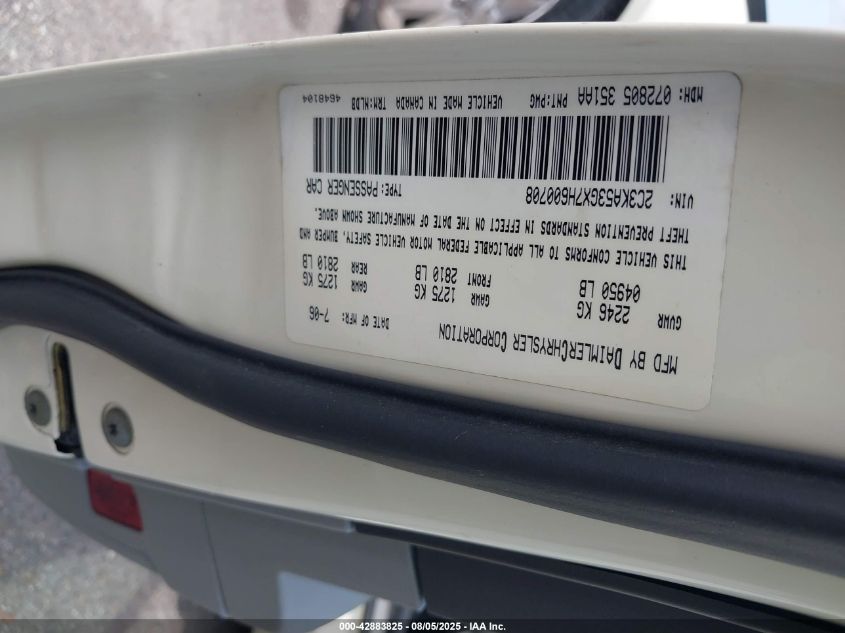 MFD BY DAIMLERCHRYSLER CORPORATION
DATE OF MFR: 7-06
GVWR
2246 KG
04950 LB
GAWR 1275 KG
FRONT 2810 LB
GAWR 1275 KG
REAR 2810 LB
THIS VEHICLE CONFORMS TO ALL APPLICABLE FEDERAL MOTOR VEHICLE SAFETY, BUMPER AND
THEFT PREVENTION STANDARDS IN EFFECT ON THE DATE OF MANUFACTURE SHOWN ABOVE.
VIN: 2C3KA53GX7H600708 TYPE: PASSENGER CAR
MDH: 072805 351AA PNT: PWG VEHICLE MADE IN CANADA TRM: HLDB 4648104
000-42883825 - 08/05/2025 - IAA Inc.